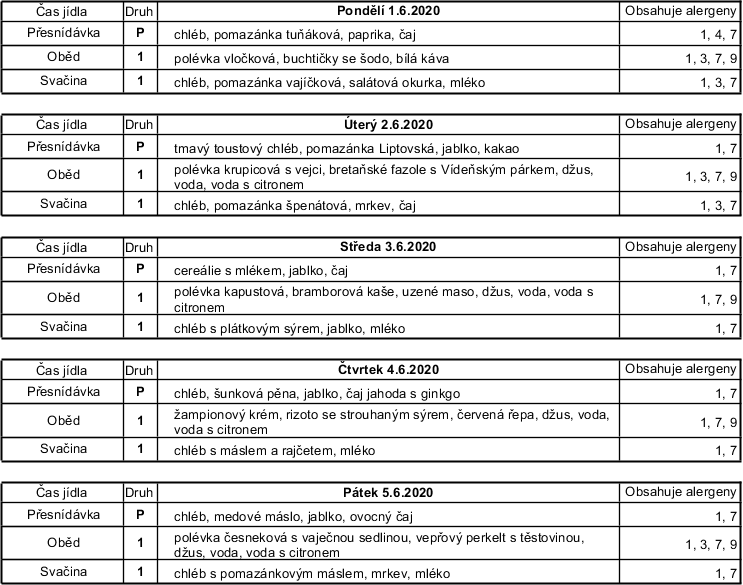 Čas jídla Druh Pondělí 1.6.2020 Obsahuje alergeny
Přesnídávka P chléb, pomazánka tuňáková, paprika, čaj 1, 4, 7
Oběd 1 polévka vločková, buchtičky se šodo, bílá káva 1, 3, 7, 9
Svačina 1 chléb, pomazánka vajíčková, salátová okurka, mléko 1, 3, 7
Čas jídla Druh Úterý 2.6.2020 Obsahuje alergeny
Přesnídávka P tmavý toustový chléb, pomazánka Liptovská, jablko, kakao 1, 7
Oběd 1 polévka krupicová s vejci, bretaňské fazole s Vídeňským párkem, džus,
voda, voda s citronem 1, 3, 7, 9
Svačina 1 chléb, pomazánka špenátová, mrkev, čaj 1, 3, 7
Čas jídla Druh Středa 3.6.2020 Obsahuje alergeny
Přesnídávka P cereálie s mlékem, jablko, čaj 1, 7
Oběd 1 polévka kapustová, bramborová kaše, uzené maso, džus, voda, voda s
citronem 1, 7, 9
Svačina 1 chléb s plátkovým sýrem, jablko, mléko 1, 7
Čas jídla Druh Čtvrtek 4.6.2020 Obsahuje alergeny
Přesnídávka P chléb, šunková pěna, jablko, čaj jahoda s ginkgo 1, 7
Oběd 1 žampionový krém, rizoto se strouhaným sýrem, červená řepa, džus, voda,
voda s citronem 1, 7, 9
Svačina 1 chléb s máslem a rajčetem, mléko 1, 7
Čas jídla Druh Pátek 5.6.2020 Obsahuje alergeny
Přesnídávka P chléb, medové máslo, jablko, ovocný čaj 1, 7
Oběd 1 polévka česneková s vaječnou sedlinou, vepřový perkelt s těstovinou,
džus, voda, voda s citronem 1, 3, 7, 9
Svačina 1 chléb s pomazánkovým máslem, mrkev, mléko 1, 7